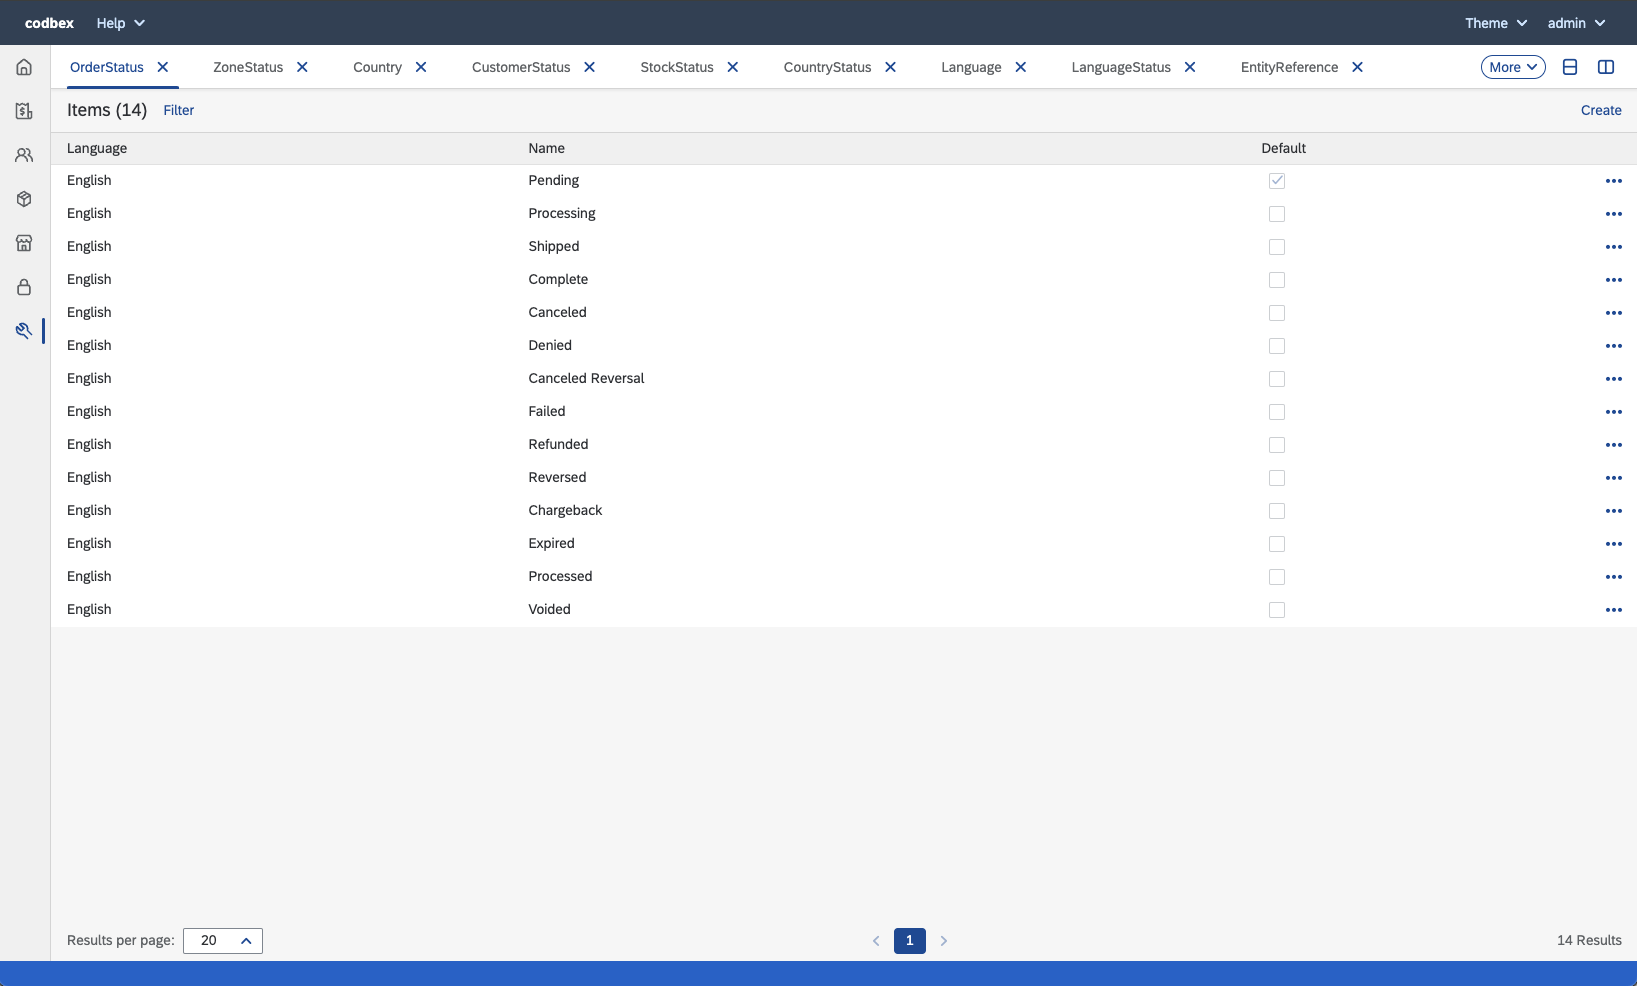 codbex Help Theme admin
OrderStatus ZoneStatus Country CustomerStatus StockStatus CountryStatus Language LanguageStatus EntityReference More
Items (14) Filter Create
Language Name Default
English Pending
English Processing
English Shipped
English Complete
English Canceled
English Denied
English Canceled Reversal
English Failed
English Refunded
English Reversed
English Chargeback
English Expired
English Processed
English Voided
Results per page: 20 1 14 Results